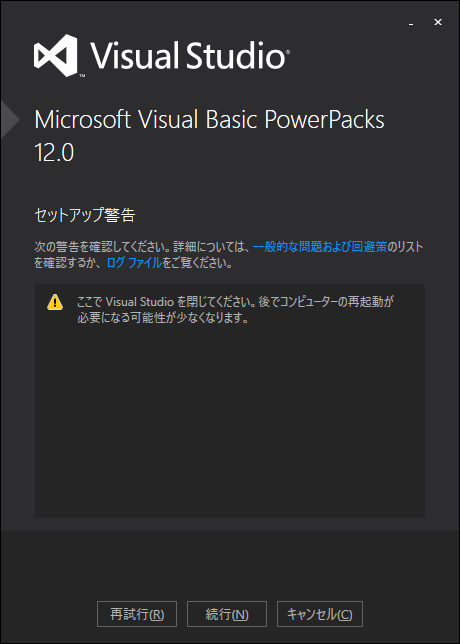 Visual Studio
Microsoft Visual Basic PowerPacks
12.0
セットアップ警告
次の警告を確認してください。詳細については、一般的な問題および回避策のリスト
を確認するか、ログ ファイルをご覧ください。
ここで Visual Studio を閉じてください。後でコンピューターの再起動が
必要になる可能性が少なくなります。
再試行(R)
続行(N)
キャンセル(C)